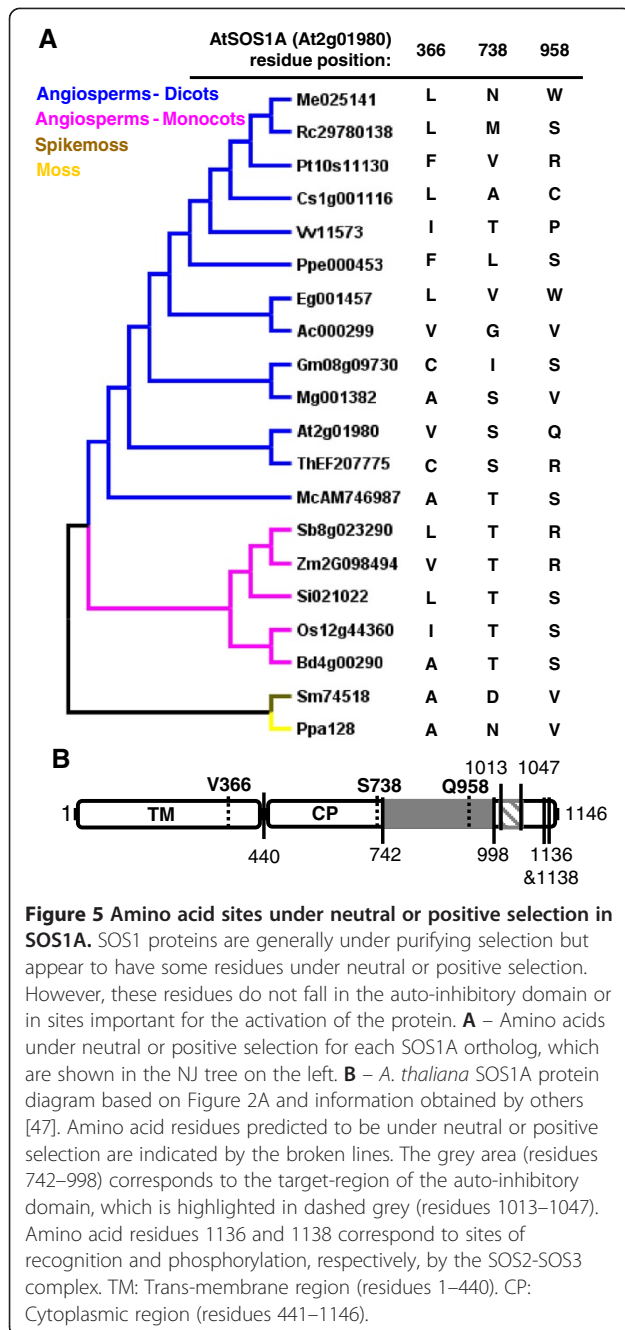 A
AtSOS1A (At2g01980)
residue position: 366 738 958
Angiosperms - Dicots
Angiosperms - Monocots
Spikemoss
Moss
Me025141 L N W
Rc29780138 L M S
Pt10s11130 F V R
Cs1g001116 L A C
Vv11573 I T P
Ppe000453 F L S
Eg001457 L V W
Ac000299 V G V
Gm08g09730 C I S
Mg001382 A S V
At2g01980 V S Q
ThEF207775 C S R
McAM746987 A T S
Sb8g023290 L T R
Zm2G098494 V T R
Si021022 L T S
Os12g44360 I T S
Bd4g00290 A T S
Sm74518 A D V
Ppa128 A N V
B
1013 1047
V366 S738 Q958
1 TM CP 1146
440 742 998 1136
&1138
Figure 5 Amino acid sites under neutral or positive selection in
SOS1A. SOS1 proteins are generally under purifying selection but
appear to have some residues under neutral or positive selection.
However, these residues do not fall in the auto-inhibitory domain or
in sites important for the activation of the protein. A – Amino acids
under neutral or positive selection for each SOS1A ortholog, which
are shown in the NJ tree on the left. B – A. thaliana SOS1A protein
diagram based on Figure 2A and information obtained by others
[47]. Amino acid residues predicted to be under neutral or positive
selection are indicated by the broken lines. The grey area (residues
742–998) corresponds to the target-region of the auto-inhibitory
domain, which is highlighted in dashed grey (residues 1013–1047).
Amino acid residues 1136 and 1138 correspond to sites of
recognition and phosphorylation, respectively, by the SOS2-SOS3
complex. TM: Trans-membrane region (residues 1–440). CP:
Cytoplasmic region (residues 441–1146).